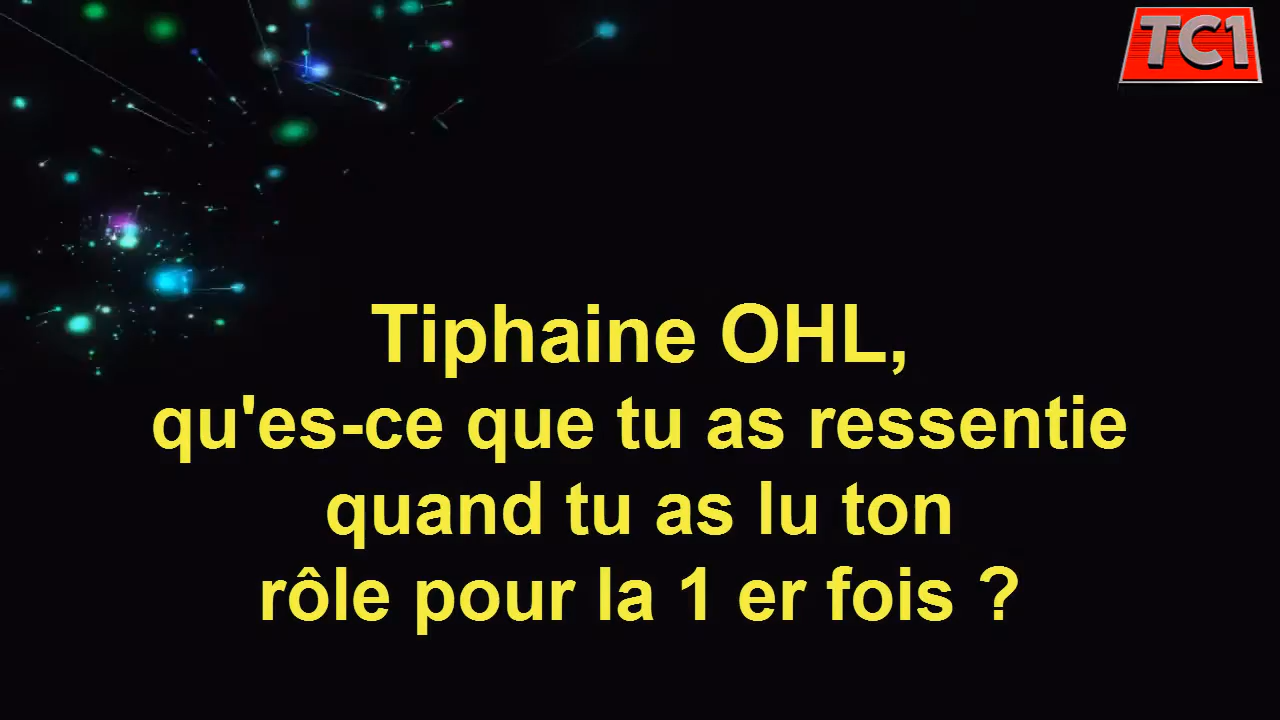 TC1
Tiphaine OHL,
qu'es-ce que tu as ressentie
quand tu as lu ton
rôle pour la 1 er fois ?